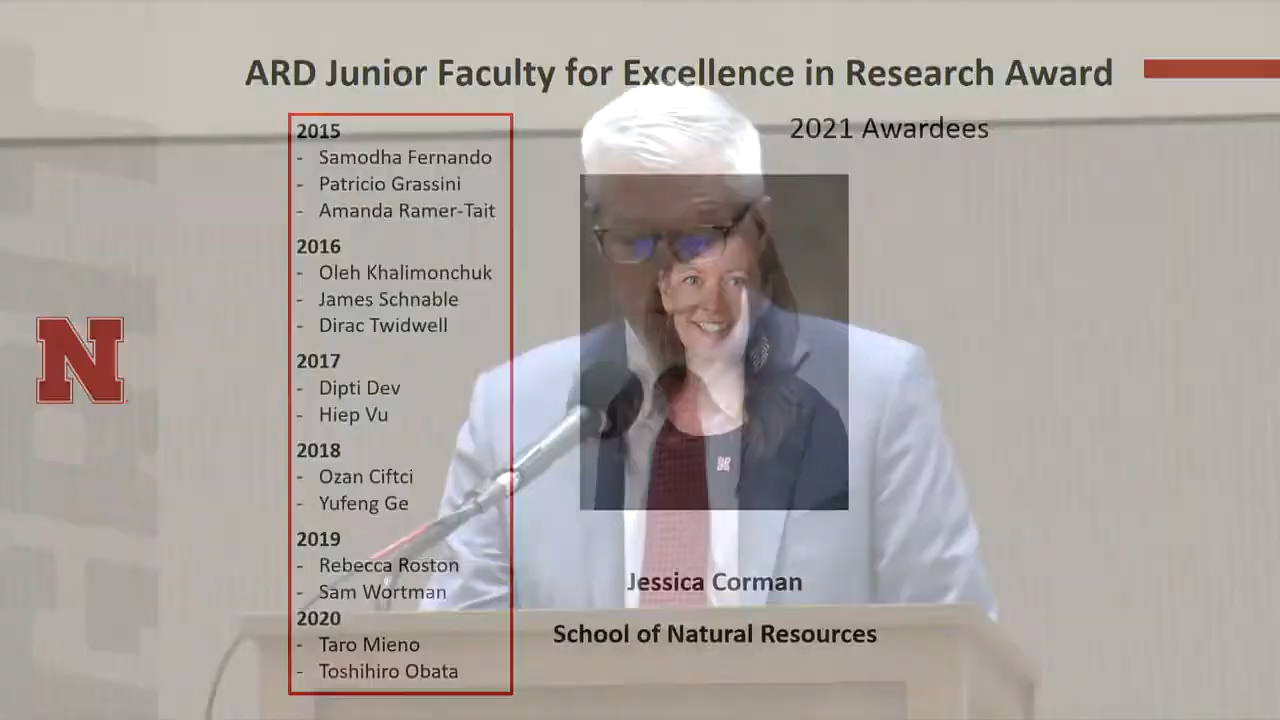 ARD Junior Faculty for Excellence in Research Award
2021 Awardees
2015
- Samodha Fernando
- Patricio Grassini
- Amanda Ramer-Tait
2016
- Oleh Khalimonchuk
- James Schnable
- Dirac Twidwell
2017
- Dipti Dev
- Hiep Vu
2018
- Ozan Ciftci
- Yufeng Ge
2019
- Rebecca Roston
- Sam Wortman
2020
- Taro Mieno
- Toshihiro Obata
N
N
Jessica Corman
School of Natural Resources